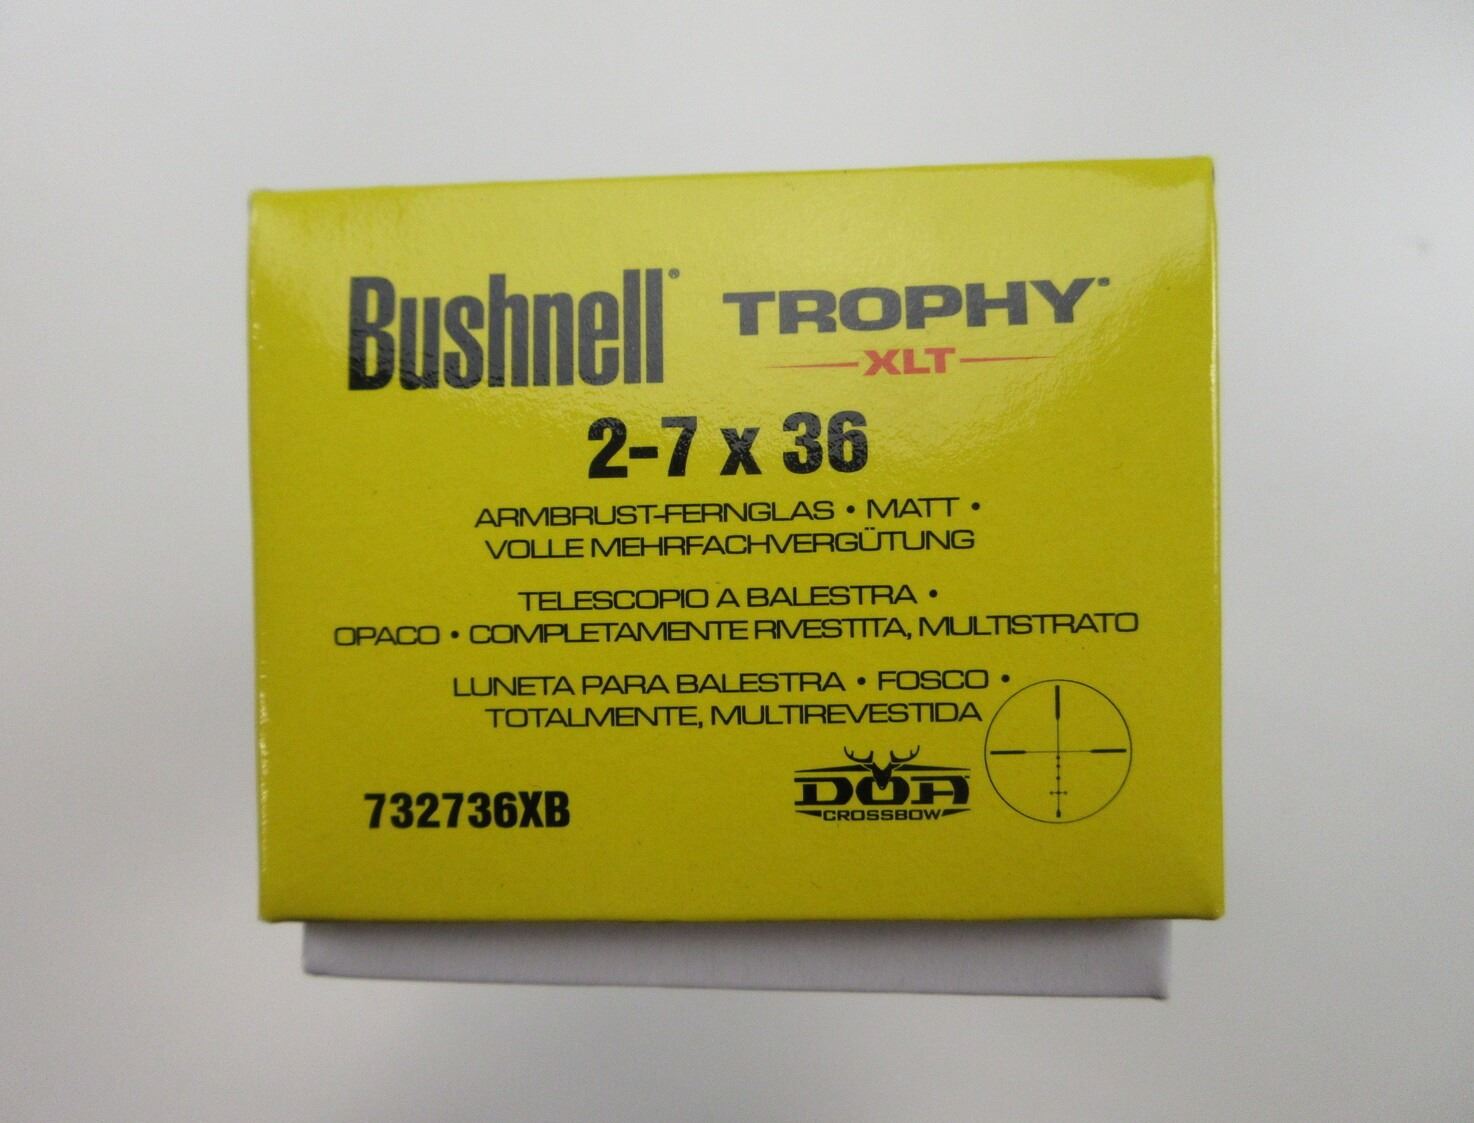 Bushnell® TROPHY®
XLT
2-7 x 36
ARMBRUST-FERNGLAS • MATT •
VOLLE MEHRFACHVERGÜTUNG
TELESCOPIO A BALESTRA •
OPACO • COMPLETAMENTE RIVESTITA, MULTISTRATO
LUNETA PARA BALESTRA • FOSCO •
TOTALMENTE, MULTIREVESTIDA
732736XB
DOA
CROSSBOW